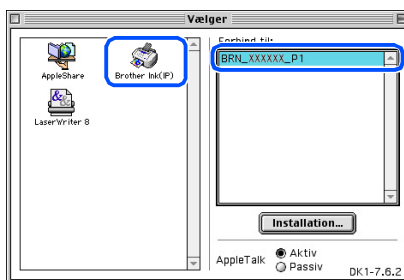 Vælger
AppleShare
Brother Ink(IP)
LaserWriter 8
Forbind til:
BRN_XXXXXX_P1
Installation...
AppleTalk
Aktiv
Passiv
DK1-7.6.2